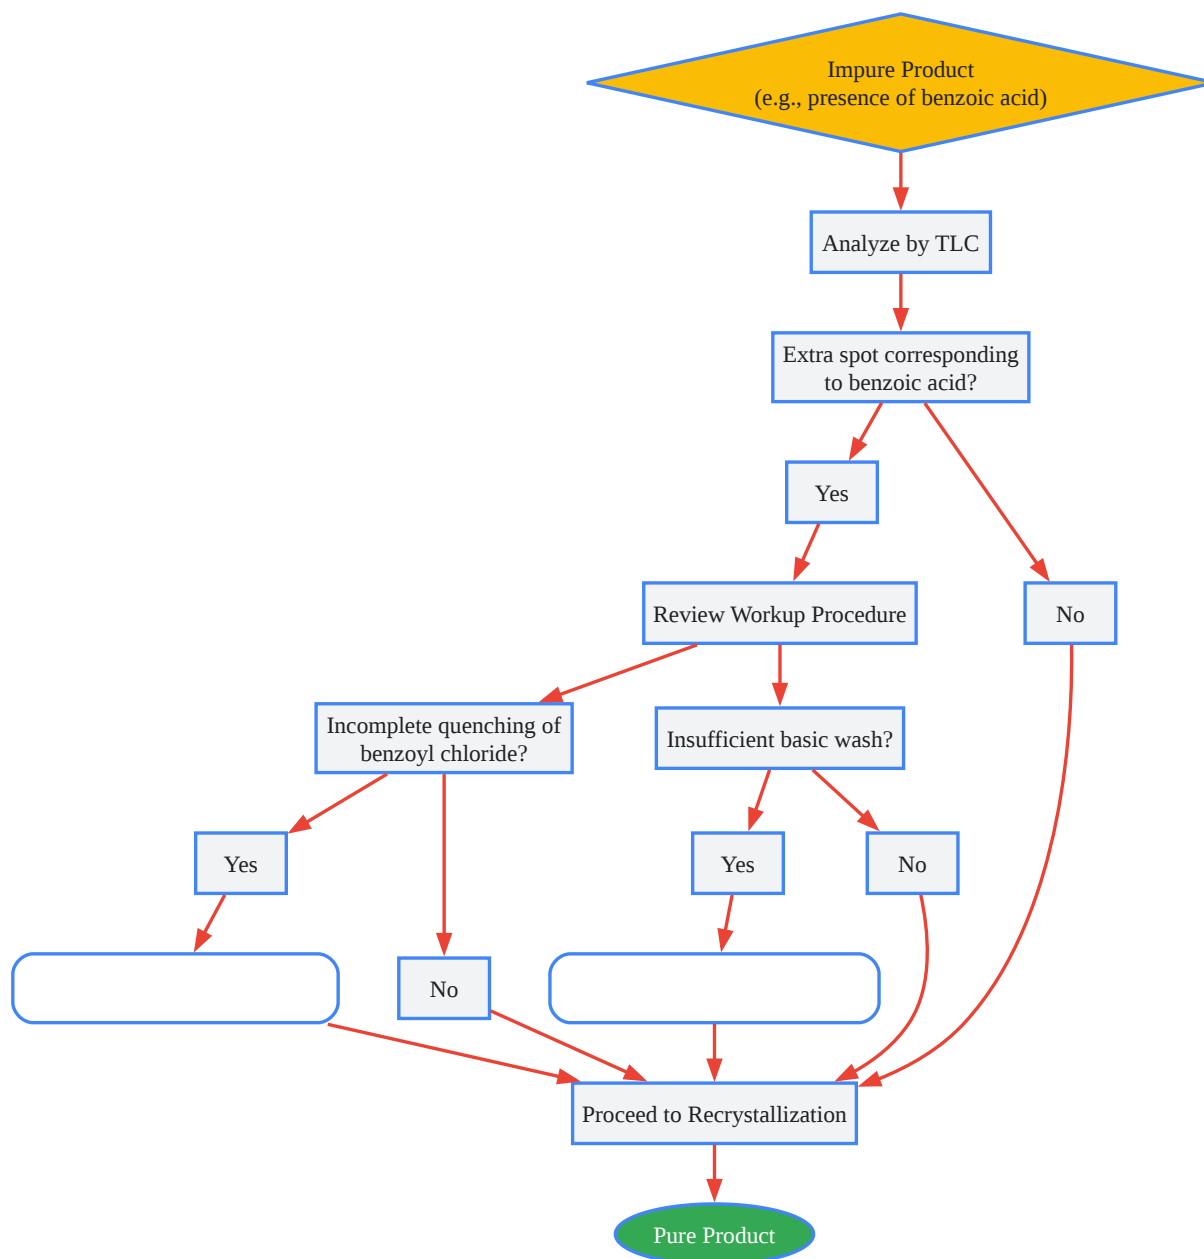 Impure Product
(e.g., presence of benzoic acid)
Analyze by TLC
Extra spot corresponding
to benzoic acid?
Yes
Review Workup Procedure
No
Incomplete quenching of
benzoyl chloride?
Insufficient basic wash?
Yes
Yes
No
No
Proceed to Recrystallization
Pure Product